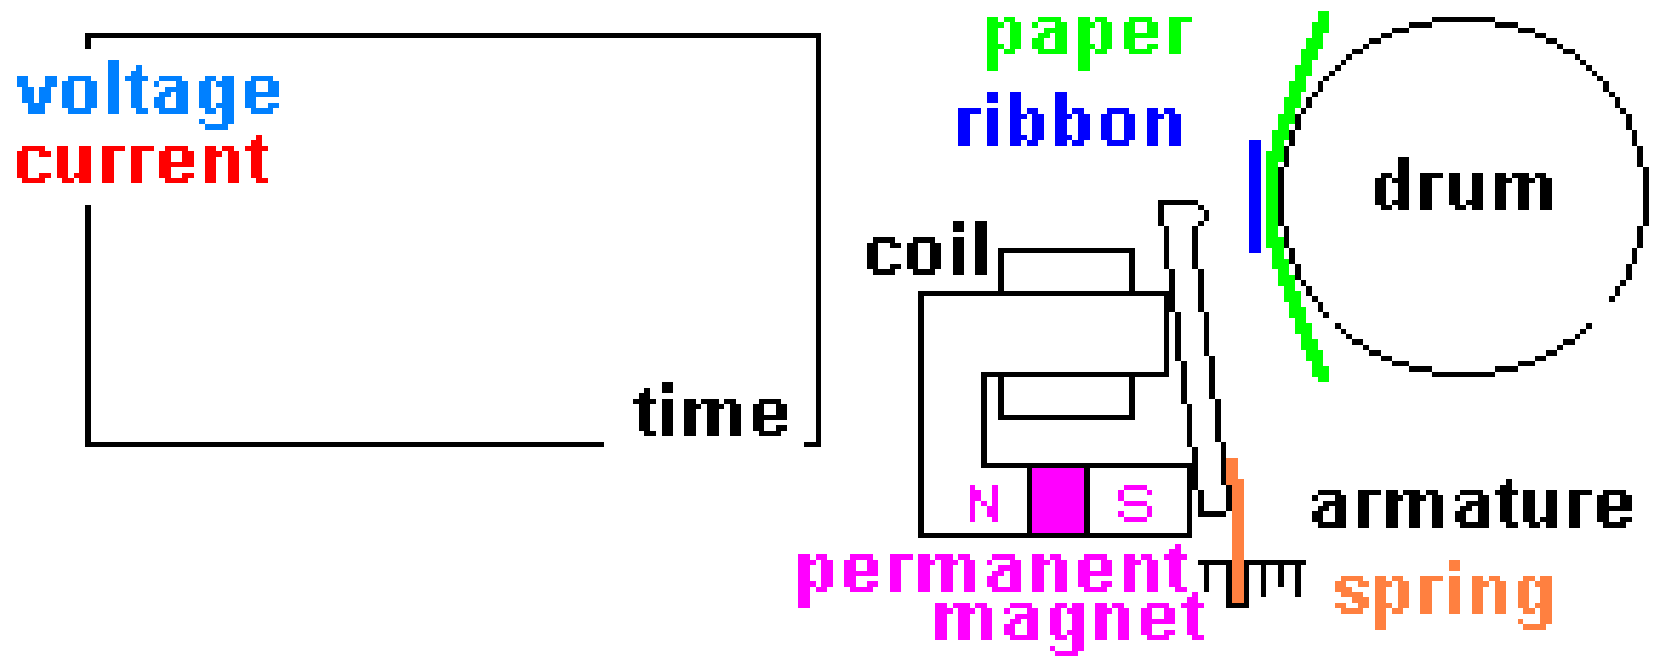 voltage
current
time
paper
ribbon
drum
coil
N S
armature
permanent
magnet
spring